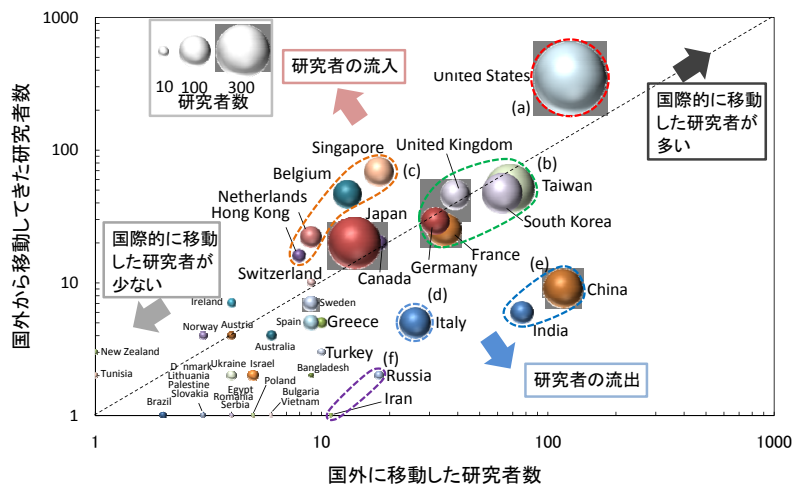 1000
100
10
1
1
10
100
1000
国外から移動してきた研究者数
国外に移動した研究者数
10 100 300
研究者数
研究者の流入
United States
(a)
国際的に移動
した研究者が
多い
United Kingdom
(b)
Singapore
(c)
Belgium
Taiwan
Netherlands
Hong Kong
Japan
South Korea
国際的に移動
した研究者が
少ない
Switzerland
Canada
France
Germany
(e)
China
Ireland
Sweden
(d)
Norway
Austria
Spain
Greece
Italy
India
Australia
New Zealand
Turkey
(f)
研究者の流出
Denmark
Lithuania
Palestine
Slovakia
Ukraine
Israel
Bangladesh
Russia
Tunisia
Poland
Egypt
Romania
Serbia
Bulgaria
Vietnam
Iran
Brazil